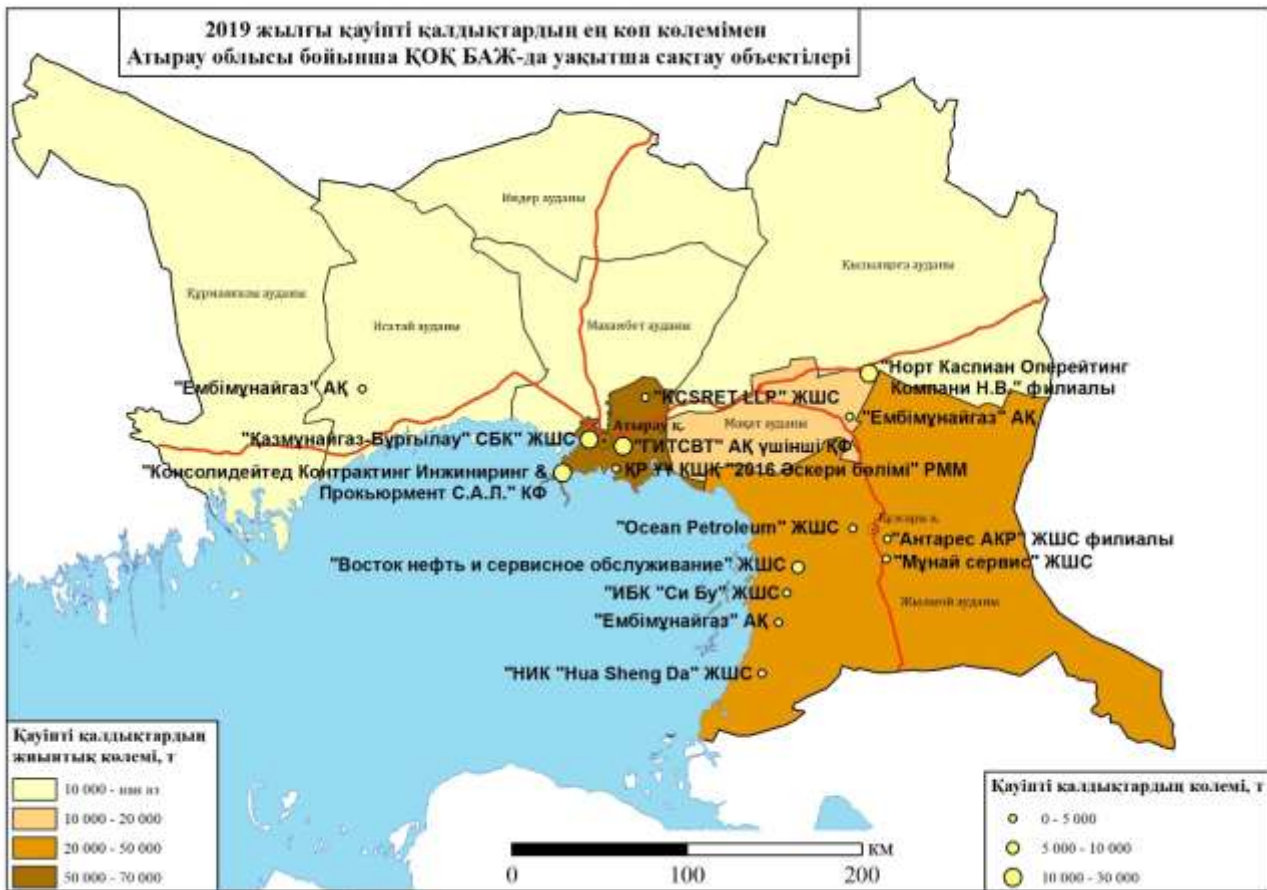 2019 жылғы қауіпті қалдықтардың ең көп көлемімен
Атырау облысы бойынша ҚОҚ БАЖ-да уақытша сақтау объектілері
Индер ауданы
Қызылқоға ауданы
Құрманғазы ауданы
Исатай ауданы
Махамбет ауданы
"Ембімұнайгаз" АҚ
"Норт Каспиан Оперейтинг
Компани Н.В." филиалы
"KCSRET LLP" ЖШС
"Ембімұнайгаз" АҚ
Атырау қ.
Мақат ауданы
"Қазмұнайгаз-Бұрғылау" СБК" ЖШС
"ГИТСВТ" АҚ үшінші ҚФ
"Консолидейтед Контрактинг Инжиниринг &
Прокьюрмент С.А.Л." КФ
ҚР ҰҰ ҚШҚ "2016 Әскери бөлімі" РММ
"Ocean Petroleum" ЖШС
Құлсары қ.
"Антарес АКР" ЖШС филиалы
"Мұнай сервис" ЖШС
"Восток нефть и сервисное обслуживание" ЖШС
"ИБК "Си Бу" ЖШС
Жылыой ауданы
"Ембімұнайгаз" АҚ
"НИК "Hua Sheng Da" ЖШС
Қауіпті қалдықтардың
жиынтық көлемі, т
10 000 - нан аз
10 000 - 20 000
20 000 - 50 000
50 000 - 70 000
КМ
0 100 200
Қауіпті қалдықтардың көлемі, т
0 - 5 000
5 000 - 10 000
10 000 - 30 000